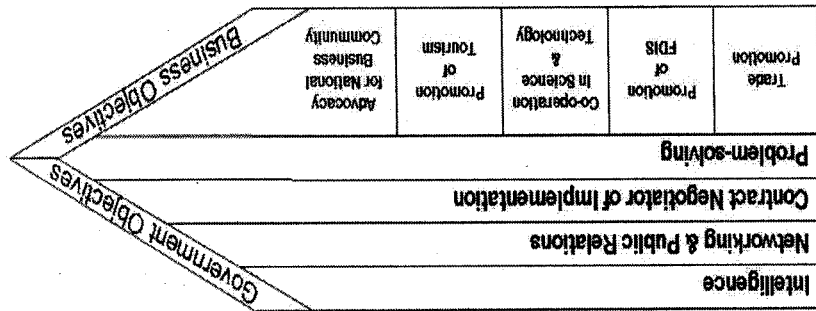 Intelligence
Networking & Public Relations
Contract Negotiator of Implementation
Problem-solving
Government Objectives
Trade
Promotion
Promotion
of
FDIS
Co-operation
In Science
&
Technology
Promotion
of
Tourism
Advocacy
for National
Business
Community
Business Objectives